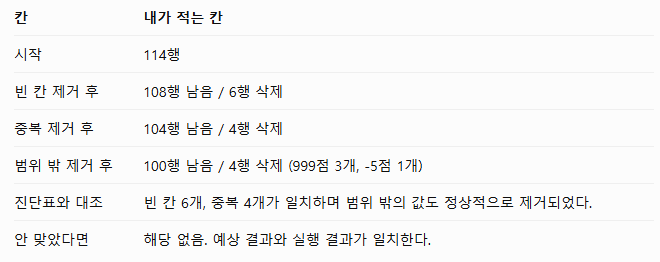 칸 내가 적는 칸
시작 114행
빈 칸 제거 후 108행 남음 / 6행 삭제
중복 제거 후 104행 남음 / 4행 삭제
범위 밖 제거 후 100행 남음 / 4행 삭제 (999점 3개, -5점 1개)
진단표와 대조 빈 칸 6개, 중복 4개가 일치하며 범위 밖의 값도 정상적으로 제거되었다.
안 맞았다면 해당 없음. 예상 결과와 실행 결과가 일치한다.